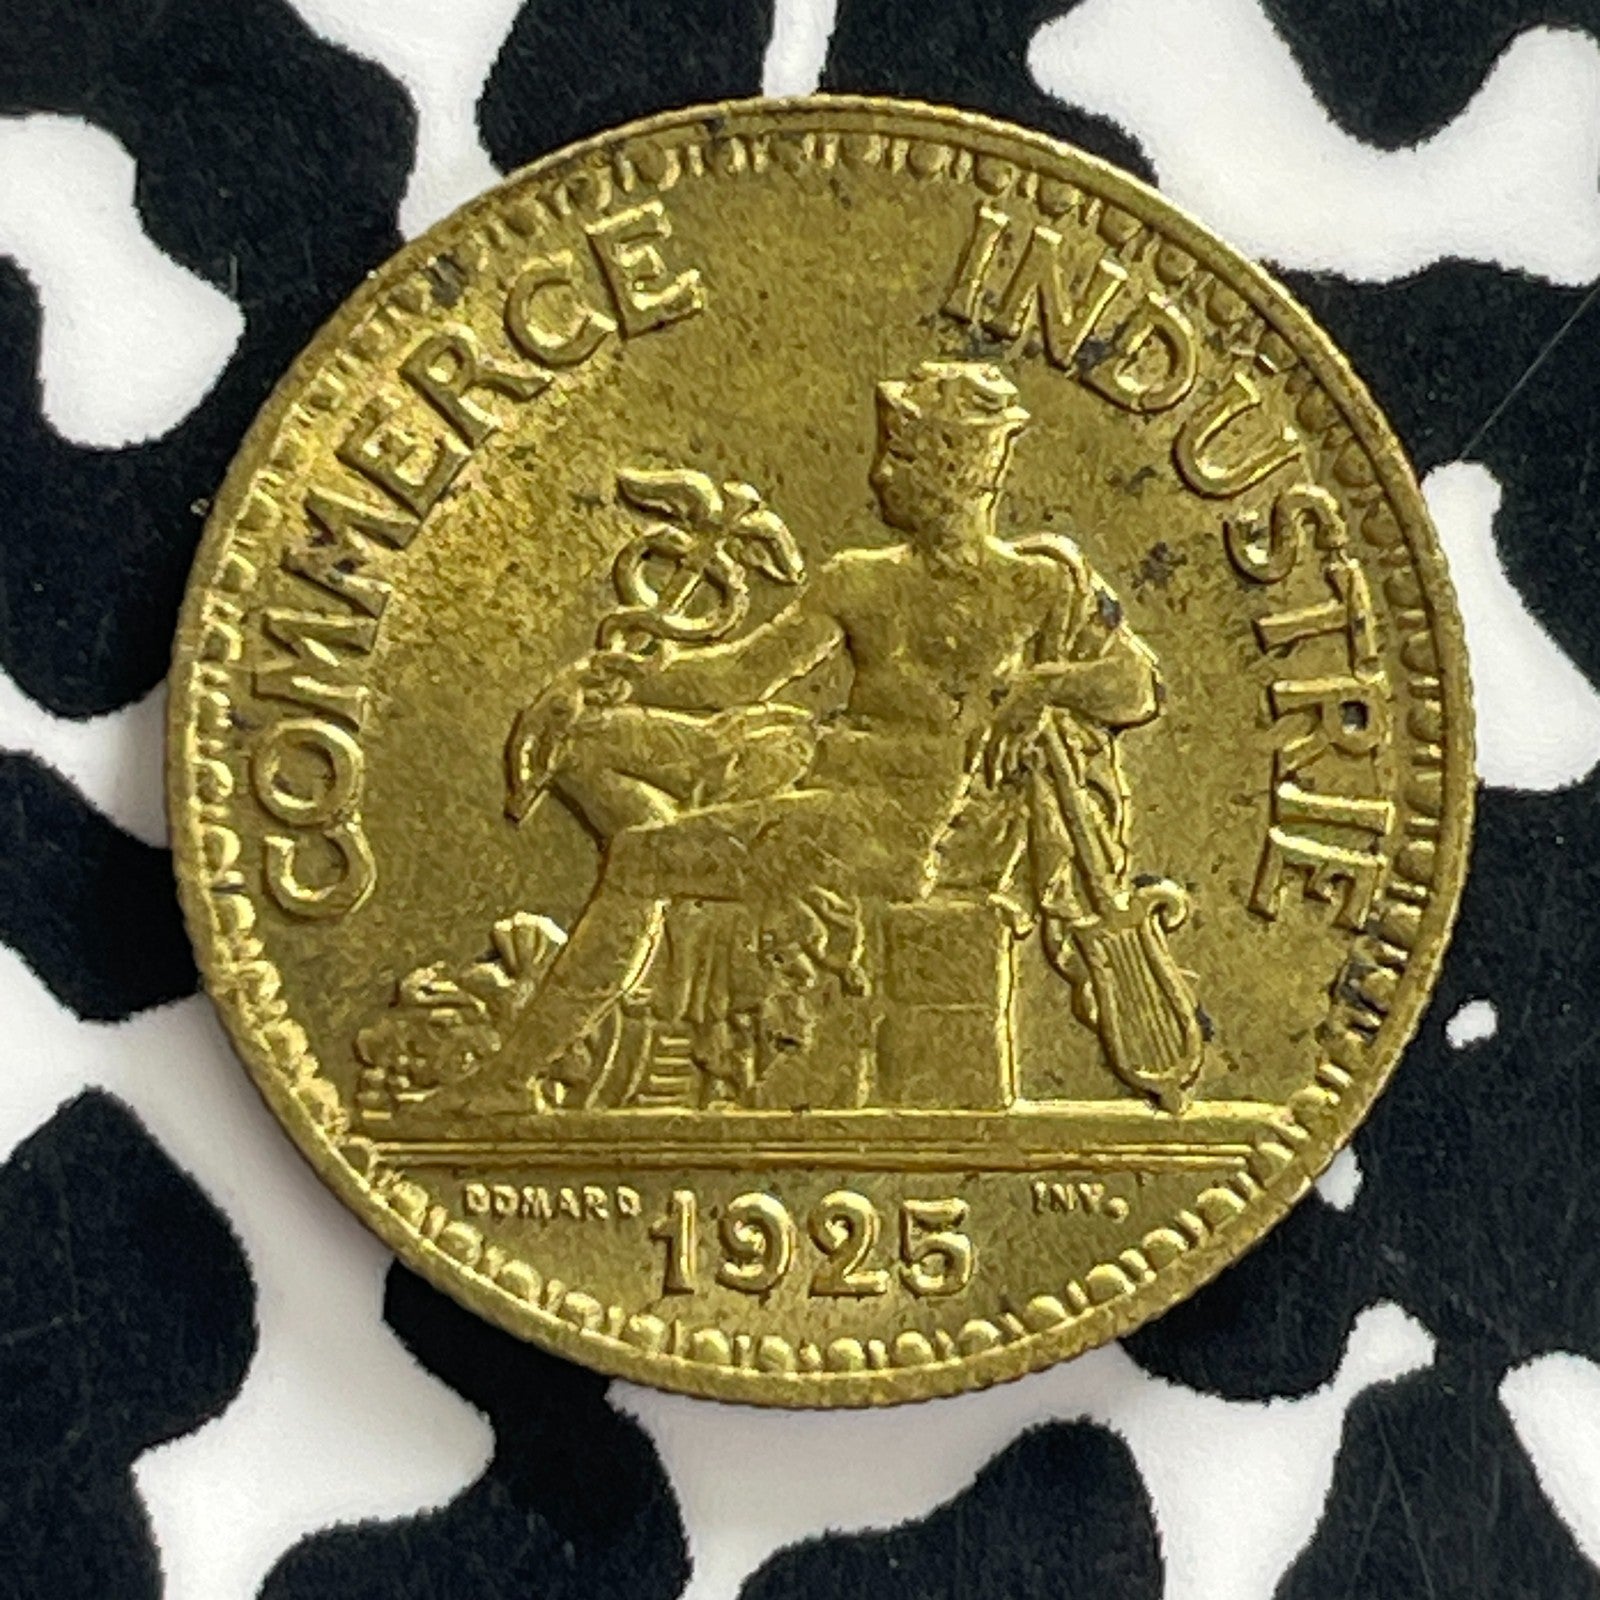 COMMERCE INDUSTRIE
DOMARD 1925 INV.